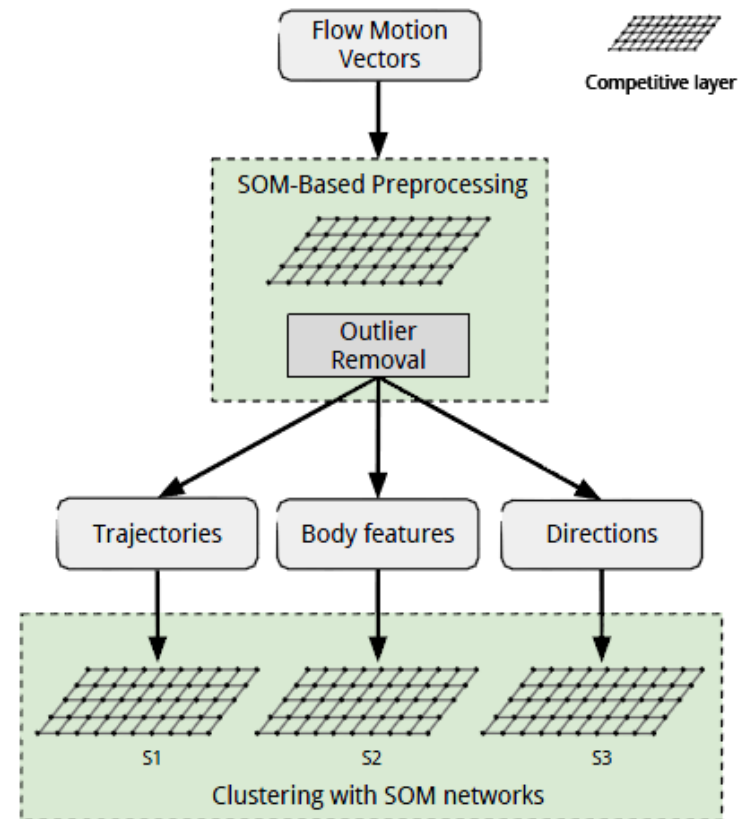 Flow Motion
Vectors
Competitive layer
SOM-Based Preprocessing
Outlier
Removal
Trajectories
Body features
Directions
S1
S2
S3
Clustering with SOM networks